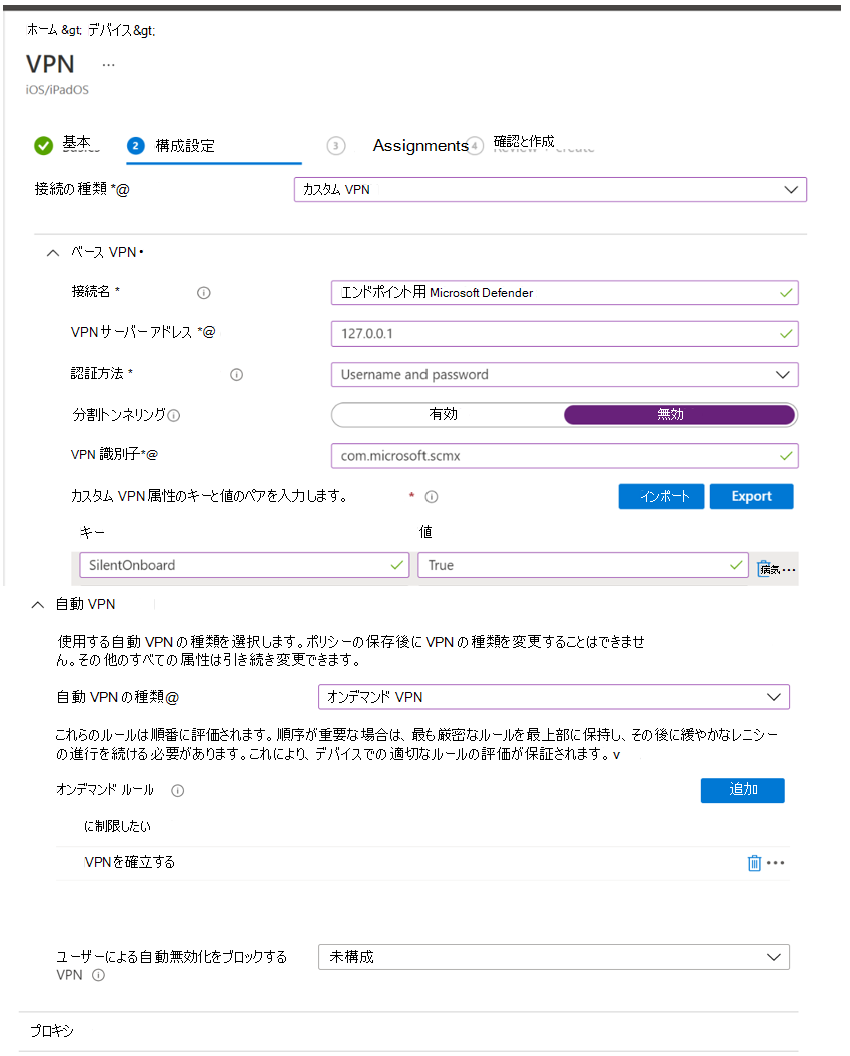 ホーム &gt; デバイス&gt;
VPN ...
iOS/iPadOS
基本
2 構成設定
3 Assignments
4 確認と作成
接続の種類 *@ カスタム VPN
ベース VPN•
接続名 * エンドポイント用 Microsoft Defender
VPNサーバーアドレス *@ 127.0.0.1
認証方法 * Username and password
分割トンネリング 有効 無効
VPN 識別子*@ com.microsoft.scmx
カスタム VPN 属性のキーと値のペアを入力します。 * インポート Export
キー 値
SilentOnboard True 病気 ...
自動 VPN
使用する自動 VPN の種類を選択します。ポリシーの保存後に VPN の種類を変更することはできませ
ん。その他のすべての属性は引き続き変更できます。
自動 VPN の種類@ オンデマンド VPN
これらのルールは順番に評価されます。順序が重要な場合は、最も厳密なルールを最上部に保持し、その後に緩やかなレニシー
の進行を続ける必要があります。これにより、デバイスでの適切なルールの評価が保証されます。 v
オンデマンド ルール 追加
に制限したい
VPNを確立する ...
ユーザーによる自動無効化をブロックする 未構成
VPN
プロキシ